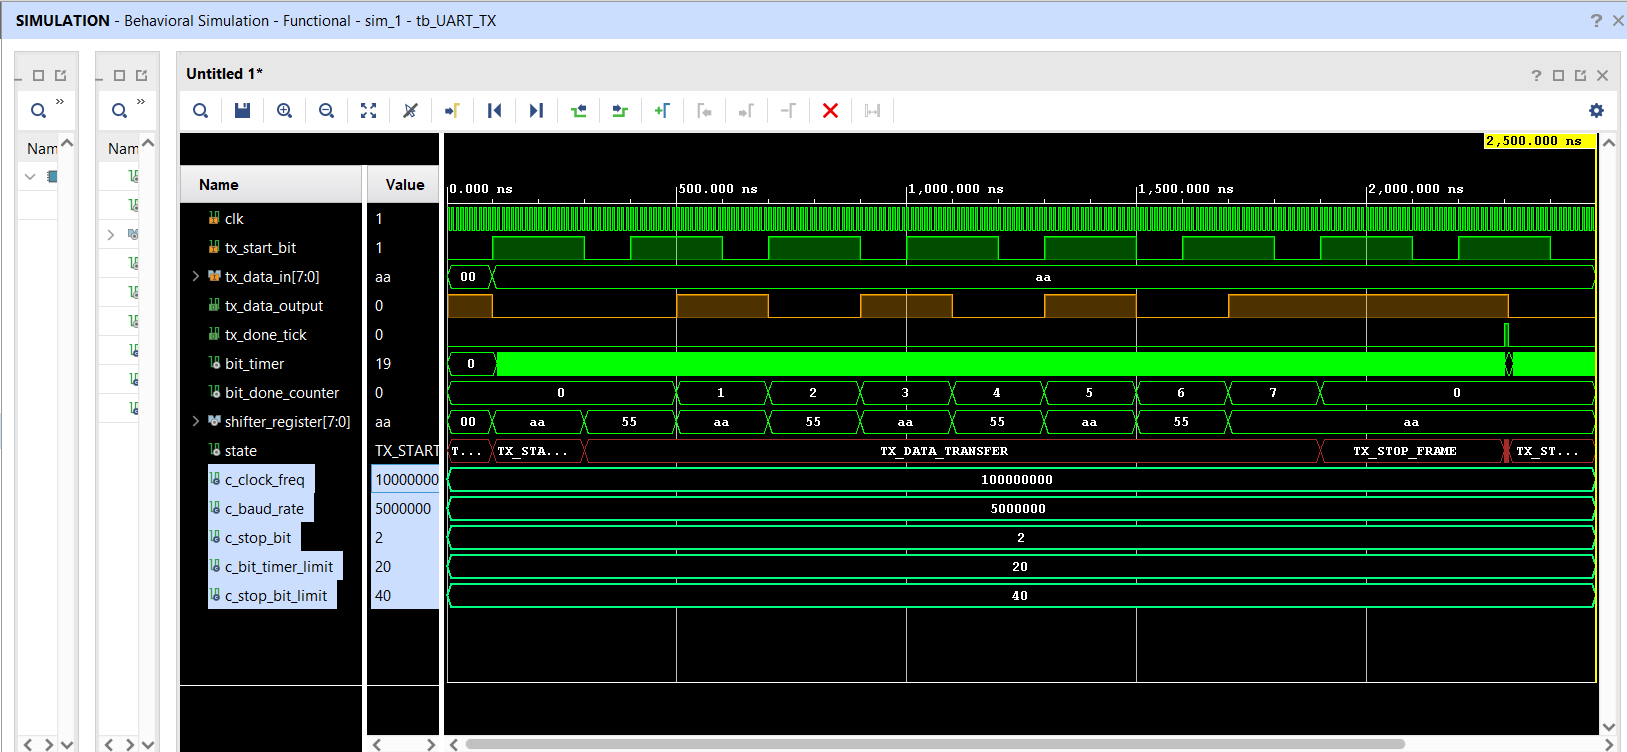 SIMULATION - Behavioral Simulation - Functional - sim_1 - tb_UART_TX
? ×
Untitled 1*
»
»
Nam
Nam
2,500.000 ns
Name Value
0.000 ns 500.000 ns 1,000.000 ns 1,500.000 ns 2,000.000 ns
clk 1
tx_start_bit 1
tx_data_in[7:0] aa 00 aa
tx_data_output 0
tx_done_tick 0
bit_timer 19 0
bit_done_counter 0 0 1 2 3 4 5 6 7 0
shifter_register[7:0] aa 00 aa 55 aa 55 aa 55 aa 55 aa
state TX_START T... TX_STA... TX_DATA_TRANSFER TX_STOP_FRAME TX_ST...
c_clock_freq 10000000 100000000
c_baud_rate 5000000 5000000
c_stop_bit 2 2
c_bit_timer_limit 20 20
c_stop_bit_limit 40 40